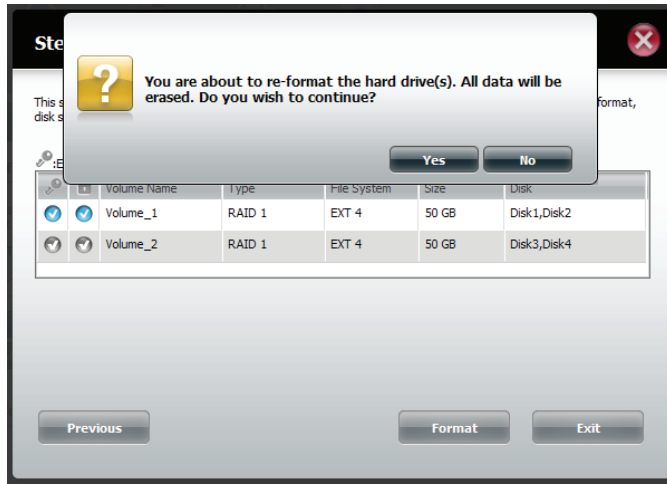 Ste
You are about to re-format the hard drive(s). All data will be
erased. Do you wish to continue?
This s
format,
disk s
:E
Yes No
Volume Name Type File System Size Disk
Volume_1 RAID 1 EXT 4 50 GB Disk1,Disk2
Volume_2 RAID 1 EXT 4 50 GB Disk3,Disk4
Previous Format Exit